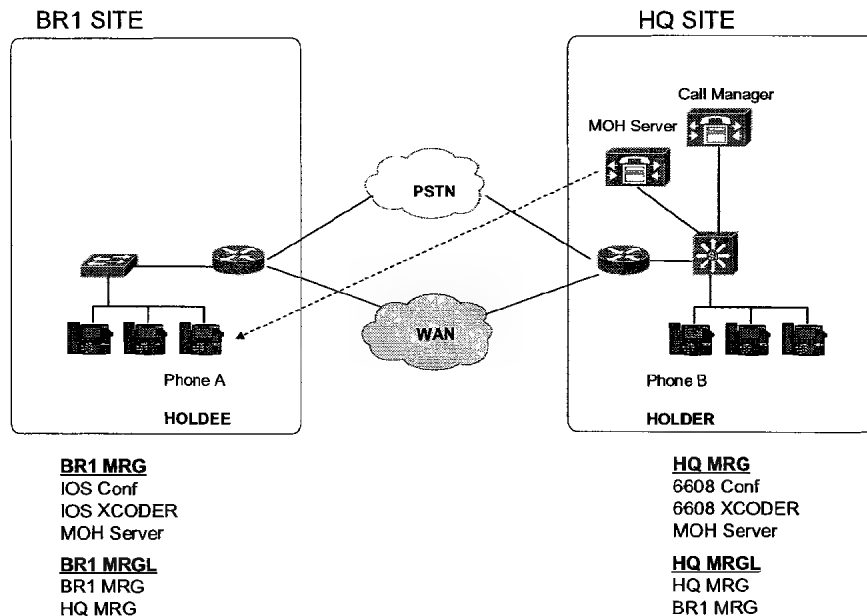 BR1 SITE
HQ SITE
Call Manager
MOH Server
PSTN
WAN
Phone A
Phone B
HOLDEE
HOLDER
BR1 MRG
IOS Conf
IOS XCODER
MOH Server
BR1 MRGL
BR1 MRG
HQ MRG
HQ MRG
6608 Conf
6608 XCODER
MOH Server
HQ MRGL
HQ MRG
BR1 MRG